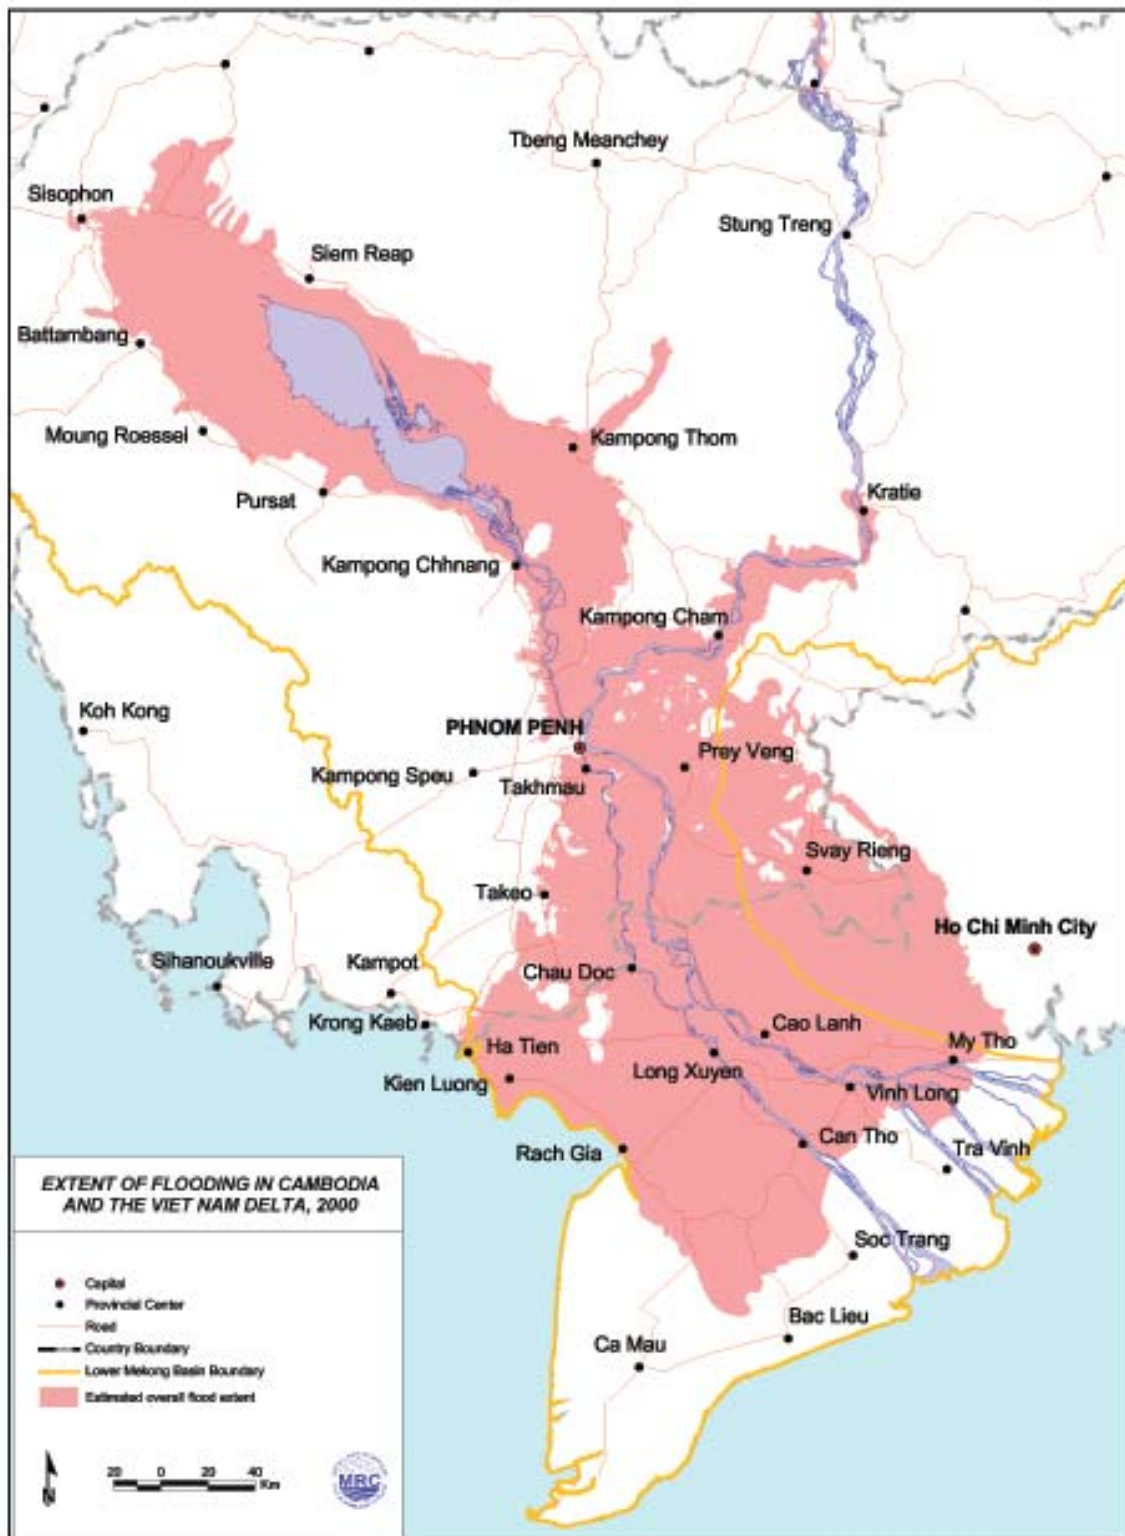 Tbeng Meanchey
Sisophon
Stung Treng
Siem Reap
Battambang
Moung Roessei
Kampong Thom
Pursat
Kratie
Kampong Chhnang
Kampong Cham
Koh Kong
PHNOM PENH
Prey Veng
Kampong Speu
Takhmau
Svay Rieng
Takeo
Ho Chi Minh City
Sihanoukville
Kampot
Chau Doc
Krong Kaeb
Cao Lanh
Ha Tien
My Tho
Long Xuyen
Kien Luong
Vinh Long
Can Tho
Rach Gia
Tra Vinh
Soc Trang
Bac Lieu
Ca Mau
EXTENT OF FLOODING IN CAMBODIA
AND THE VIET NAM DELTA, 2000
Capital
Provincial Center
Road
Country Boundary
Lower Mekong Basin Boundary
Estimated overall flood extent
N
20 0 20 40 Km
MRC